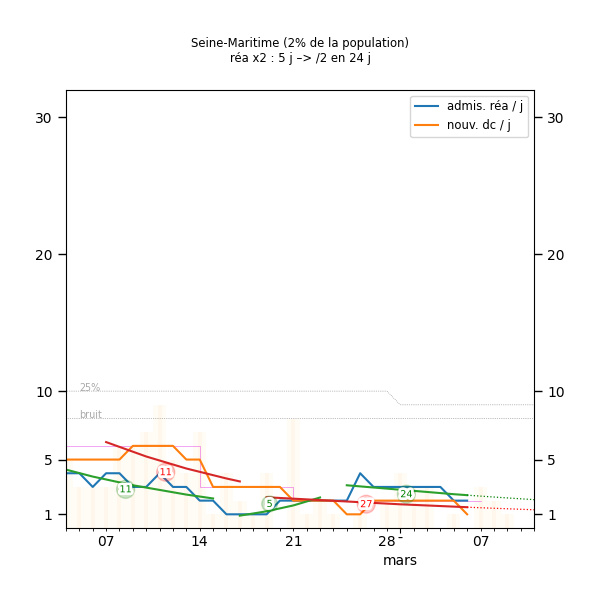 Seine-Maritime (2% de la population)
réa x2 : 5 j –> /2 en 24 j
admis. réa / j
nouv. dc / j
30 30
20 20
10 10
25%
bruit
5 5
11 11 5 27 24
1 1
07 14 21 28 07
mars